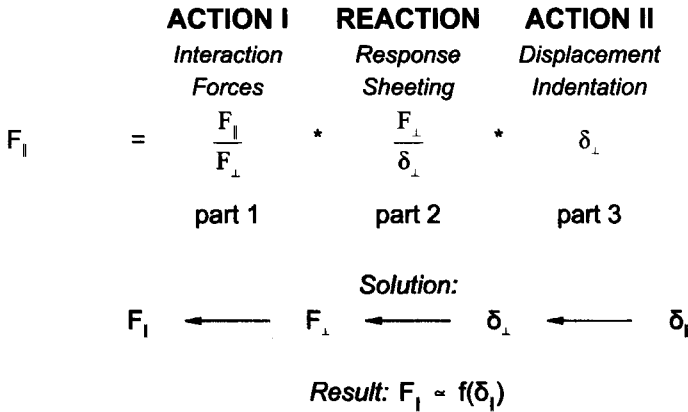 ACTION I REACTION ACTION II
Interaction Response Displacement
Forces Sheeting Indentation
F∥ = F∥/F⊥ * F⊥/δ⊥ * δ⊥
part 1 part 2 part 3
Solution:
F∥ ← F⊥ ← δ⊥ ← δ∥
Result: F∥ ≃ f(δ∥)